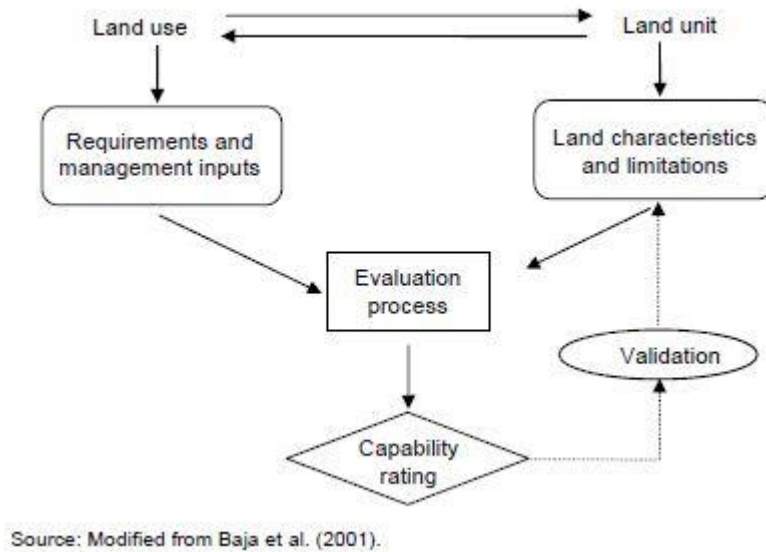 Land use
Land unit
Requirements and
management inputs
Land characteristics
and limitations
Evaluation
process
Validation
Capability
rating
Source: Modified from Baja et al. (2001).